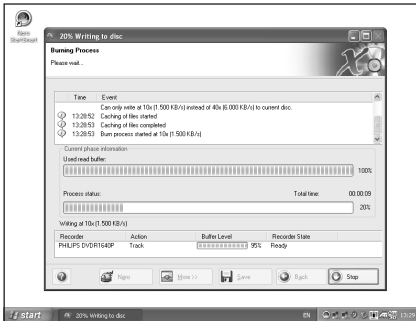 Nero
StartSmart
20% Writing to disc
Burning Process
Please wait...
Time Event
Can only write at 10x (1.500 KB/s) instead of 40x (6.000 KB/s) to current disc.
13:28:52 Caching of files started
13:28:53 Caching of files completed
13:28:53 Burn process started at 10x (1.500 KB/s)
Current phase information
Used read buffer:
100%
Process status: Total time: 00:00:09
20%
Writing at 10x (1.500 KB/s)
Recorder Action Buffer Level Recorder State
PHILIPS DVDR1640P Track 95% Ready
Nero More >> Save Back Stop
start 20% Writing to disc EN 13:29